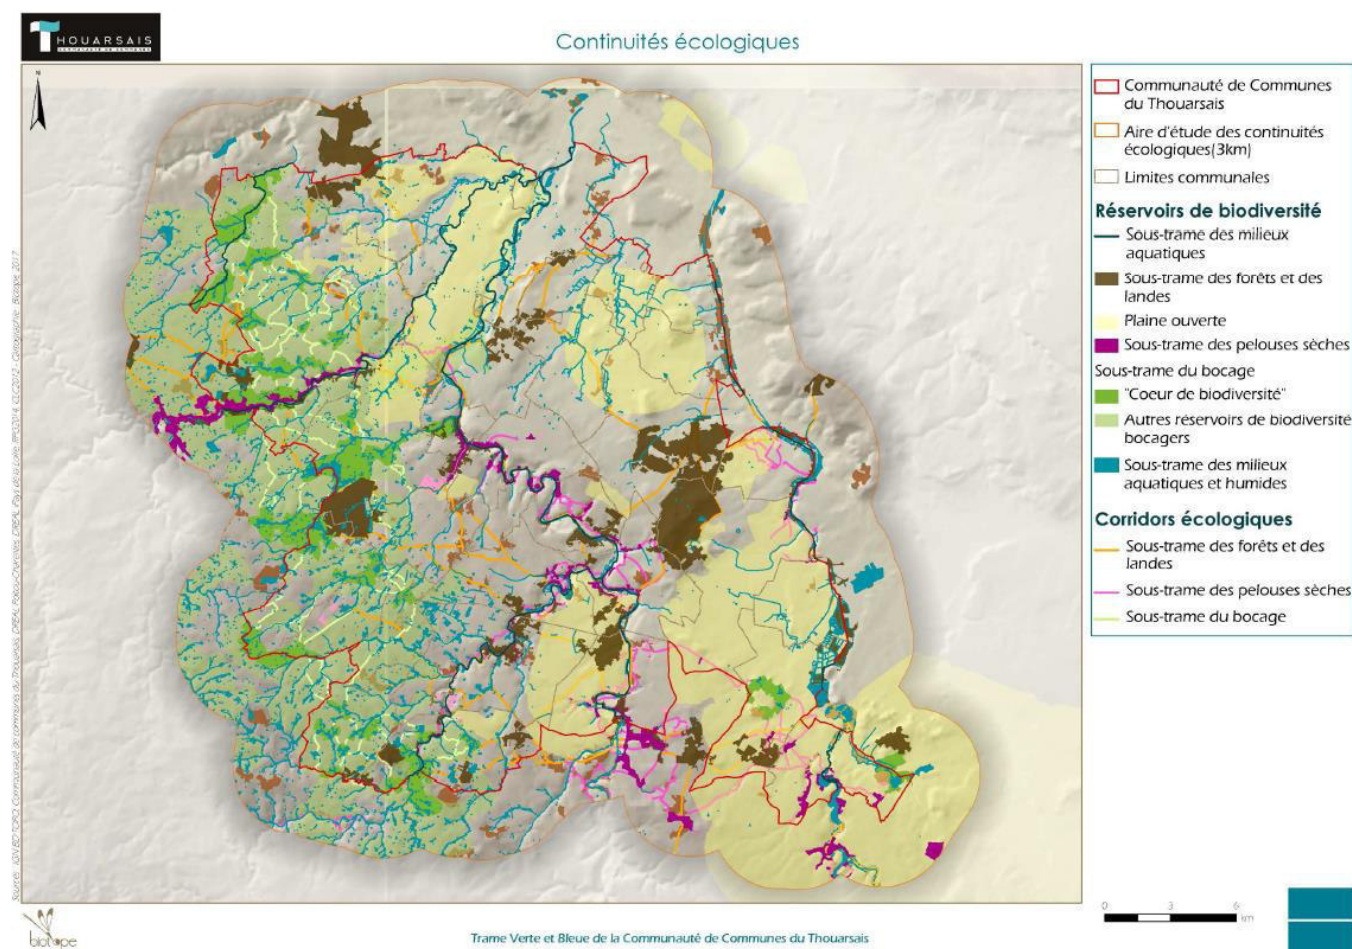 THOUARSAIS
COMMUNAUTÉ DE COMMUNES
Continuités écologiques
N
Communauté de Communes
du Thouarsais
Aire d'étude des continuités
écologiques(3km)
Limites communales
Réservoirs de biodiversité
Sous-trame des milieux
aquatiques
Sous-trame des forêts et des
landes
Plaine ouverte
Sous-trame des pelouses sèches
Sous-trame du bocage
"Coeur de biodiversité"
Autres réservoirs de biodiversité
bocagers
Sous-trame des milieux
aquatiques et humides
Corridors écologiques
Sous-trame des forêts et des
landes
Sous-trame des pelouses sèches
Sous-trame du bocage
0 3 6
km
biotope
Trame Verte et Bleue de la Communauté de Communes du Thouarsais